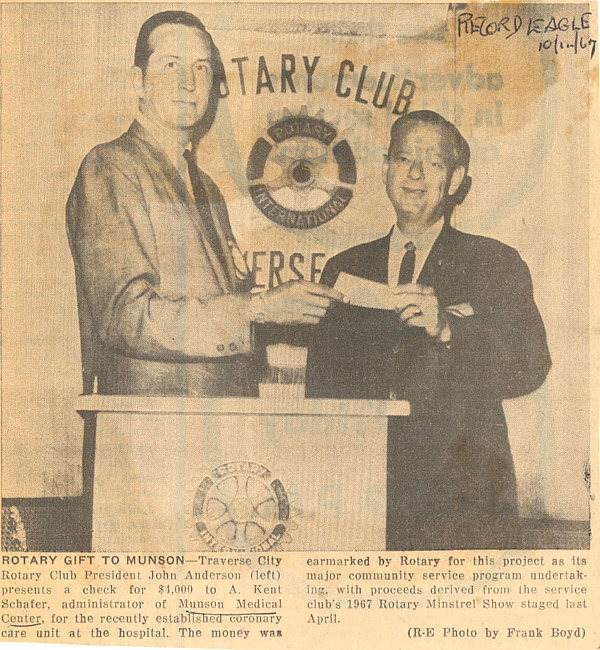 RECORD EAGLE
10/11/67
ROTARY CLUB
ROTARY
INTERNATIONAL
VERSE
ROTARY
INTERNATIONAL
ROTARY GIFT TO MUNSON—Traverse City
Rotary Club President John Anderson (left)
presents a check for $4,000 to A. Kent
Schafer, administrator of Munson Medical
Center, for the recently established coronary
care unit at the hospital. The money was
earmarked by Rotary for this project as its
major community service program undertak-
ing, with proceeds derived from the service
club's 1967 Rotary Minstrel Show staged last
April.
(R-E Photo by Frank Boyd)